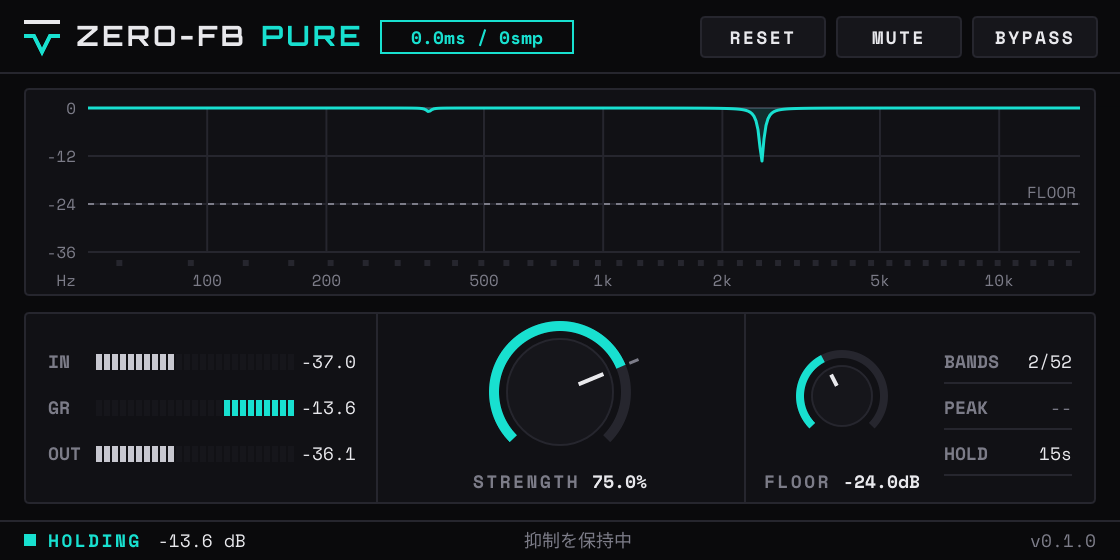 ZERO-FB PURE 0.0ms / 0smp RESET MUTE BYPASS
0
-12
FLOOR
-24
-36
Hz 100 200 500 1k 2k 5k 10k
IN -37.0
GR -13.6
OUT -36.1
STRENGTH 75.0%
FLOOR -24.0dB
BANDS 2/52
PEAK --
HOLD 15s
HOLDING -13.6 dB 抑制を保持中 v0.1.0